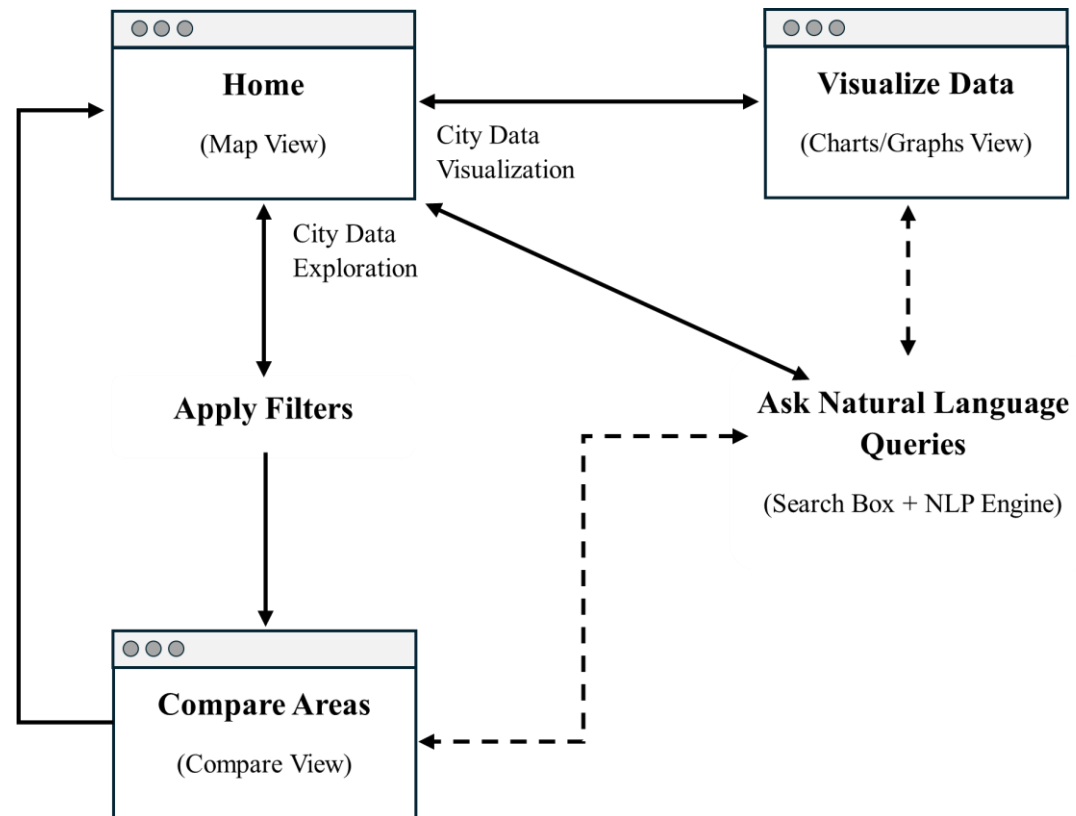 Home
(Map View)
Visualize Data
(Charts/Graphs View)
City Data
Visualization
City Data
Exploration
Apply Filters
Ask Natural Language
Queries
(Search Box + NLP Engine)
Compare Areas
(Compare View)